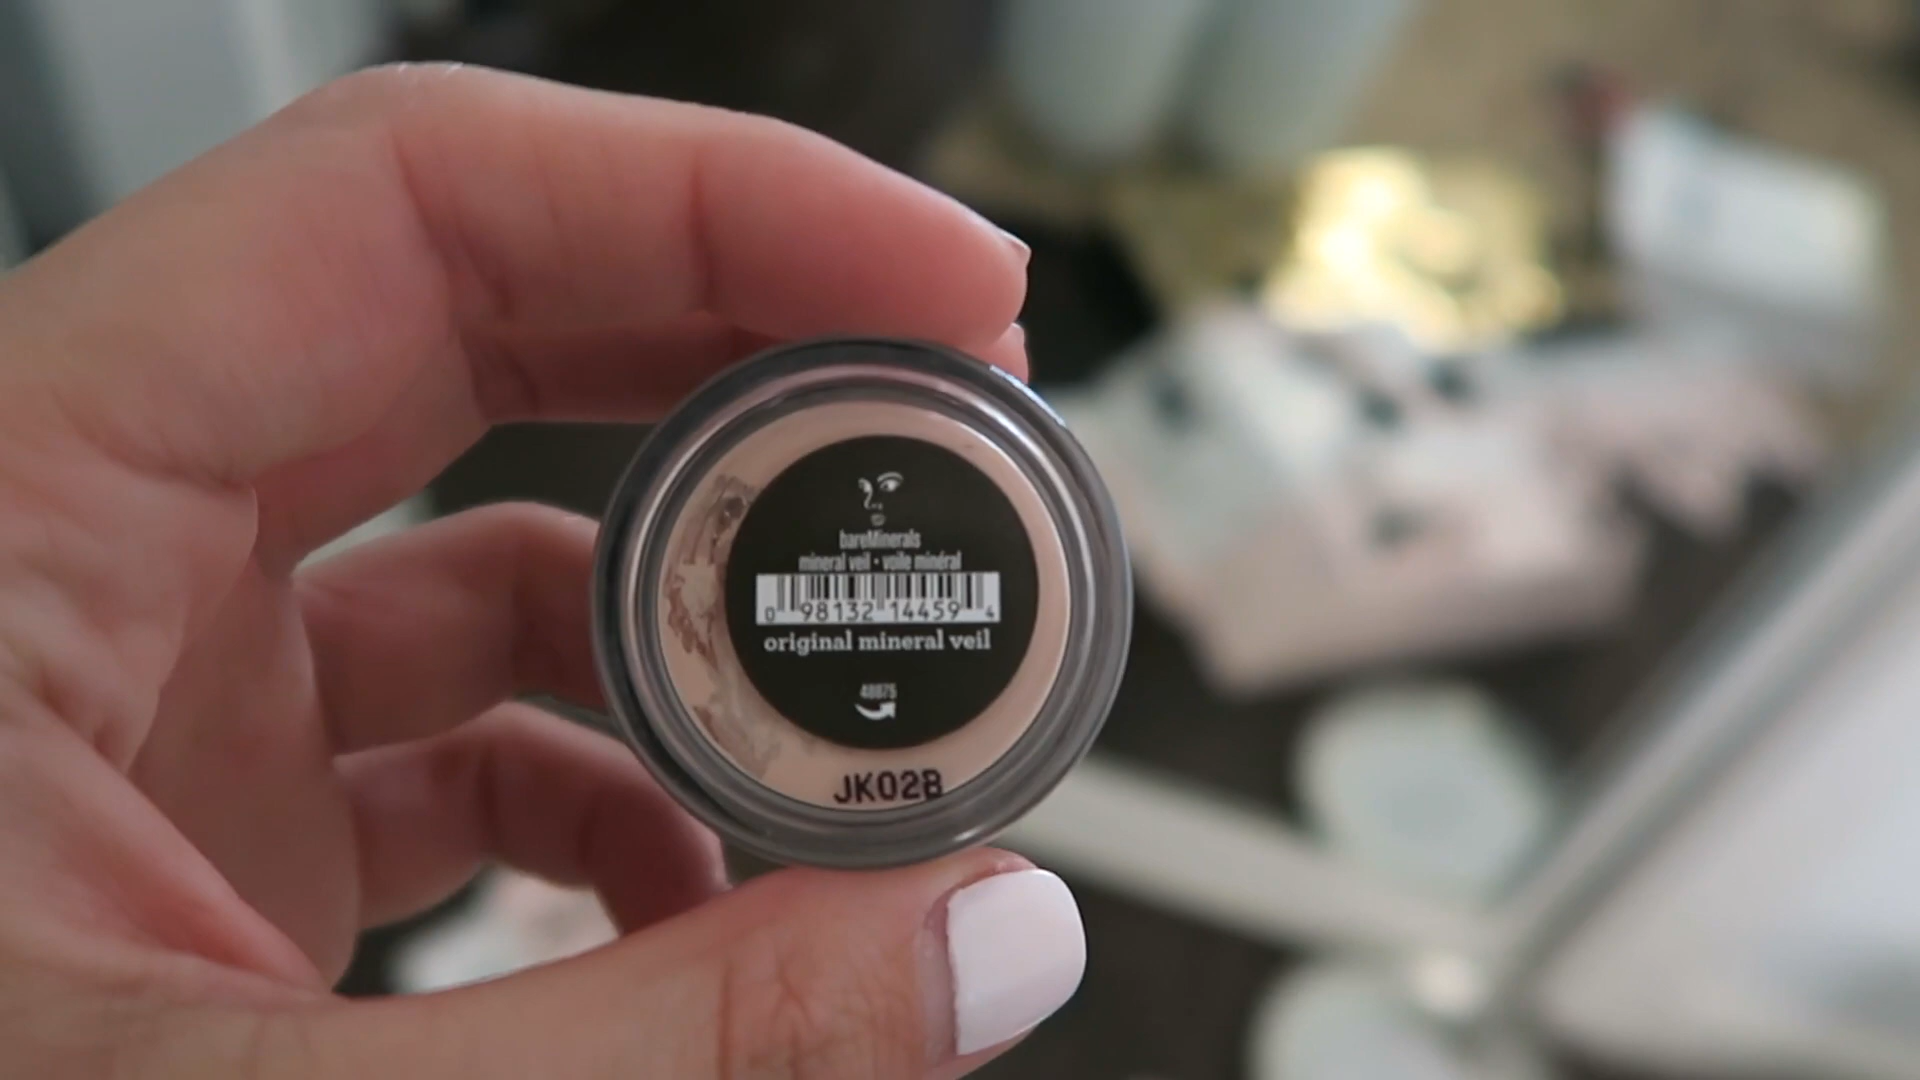 bareMinerals
mineral veil • voile minéral
0 98132 14459 4
original mineral veil
48875
JK02B